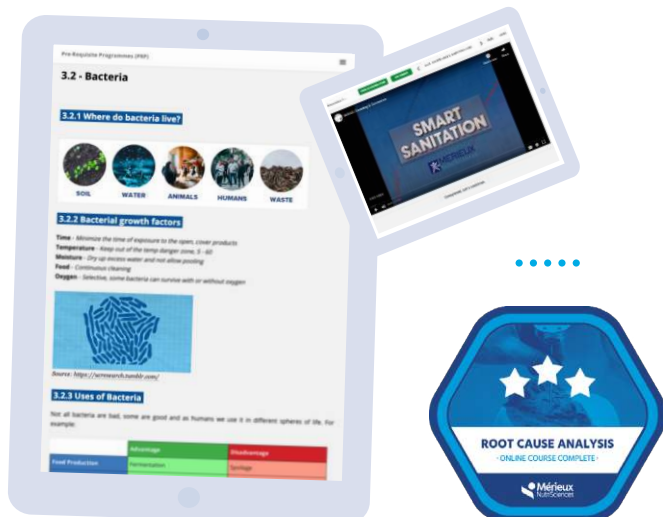 Pre-Requisite Programmes (PRP)
3.2 - Bacteria
3.2.1 Where do bacteria live?
SOIL WATER ANIMALS HUMANS WASTE
3.2.2 Bacterial growth factors
Time - Minimize the time of exposure to the open, cover products
Temperature - Keep out of the temp danger zone, 5 - 60
Moisture - Dry up excess water and not allow pooling
Food - Continuous cleaning
Oxygen - Selective, some bacteria can survive with or without oxygen
Source:
3.2.3 Uses of Bacteria
Not all bacteria are bad, some are good and as humans we use it in different spheres of life. For
example:
Advantage Disadvantage
Food Production Fermentation Spoilage
SMART
SANITATION
MÉRIEUX
ROOT CAUSE ANALYSIS
· ONLINE COURSE COMPLETE ·
Mérieux
NutriSciences